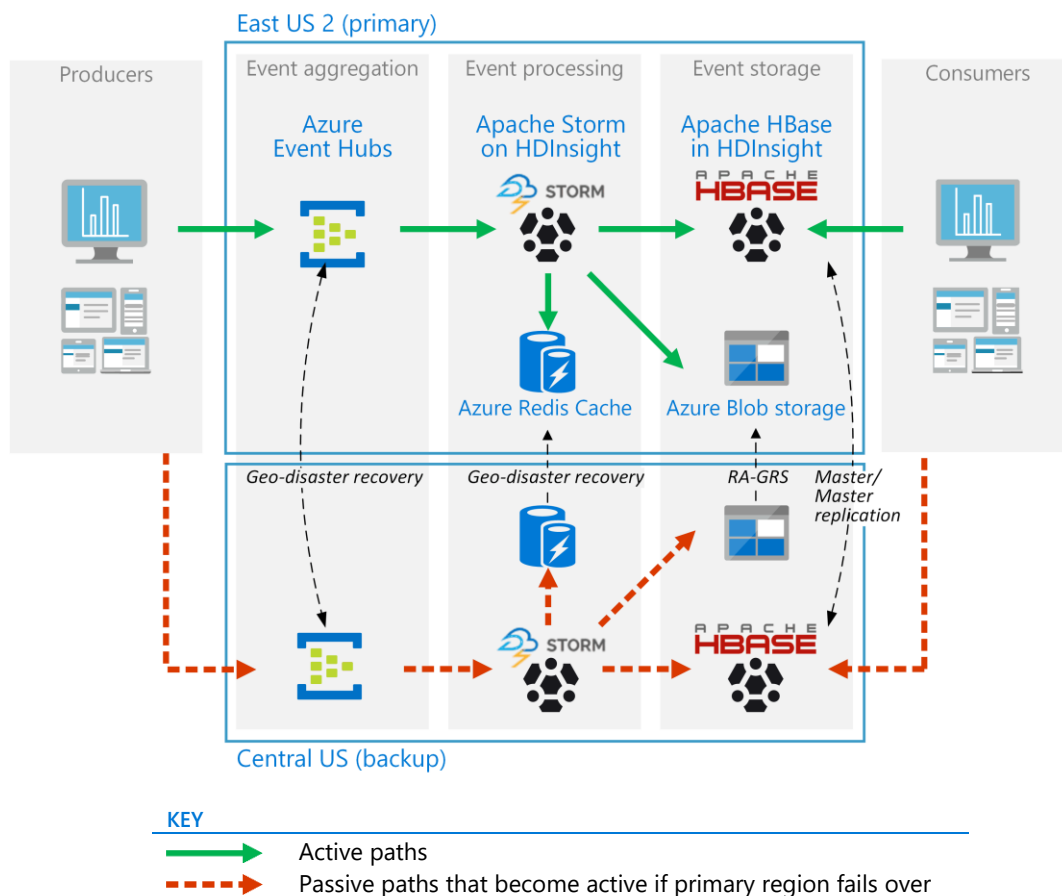 East US 2 (primary)
Producers
Event aggregation
Event processing
Event storage
Consumers
Azure
Event Hubs
Apache Storm
on HDInsight
Apache HBase
in HDInsight
STORM
APACHE
HBASE
Azure Redis Cache
Azure Blob storage
Geo-disaster recovery
Geo-disaster recovery
RA-GRS
Master/
Master
replication
STORM
APACHE
HBASE
Central US (backup)
KEY
Active paths
Passive paths that become active if primary region fails over